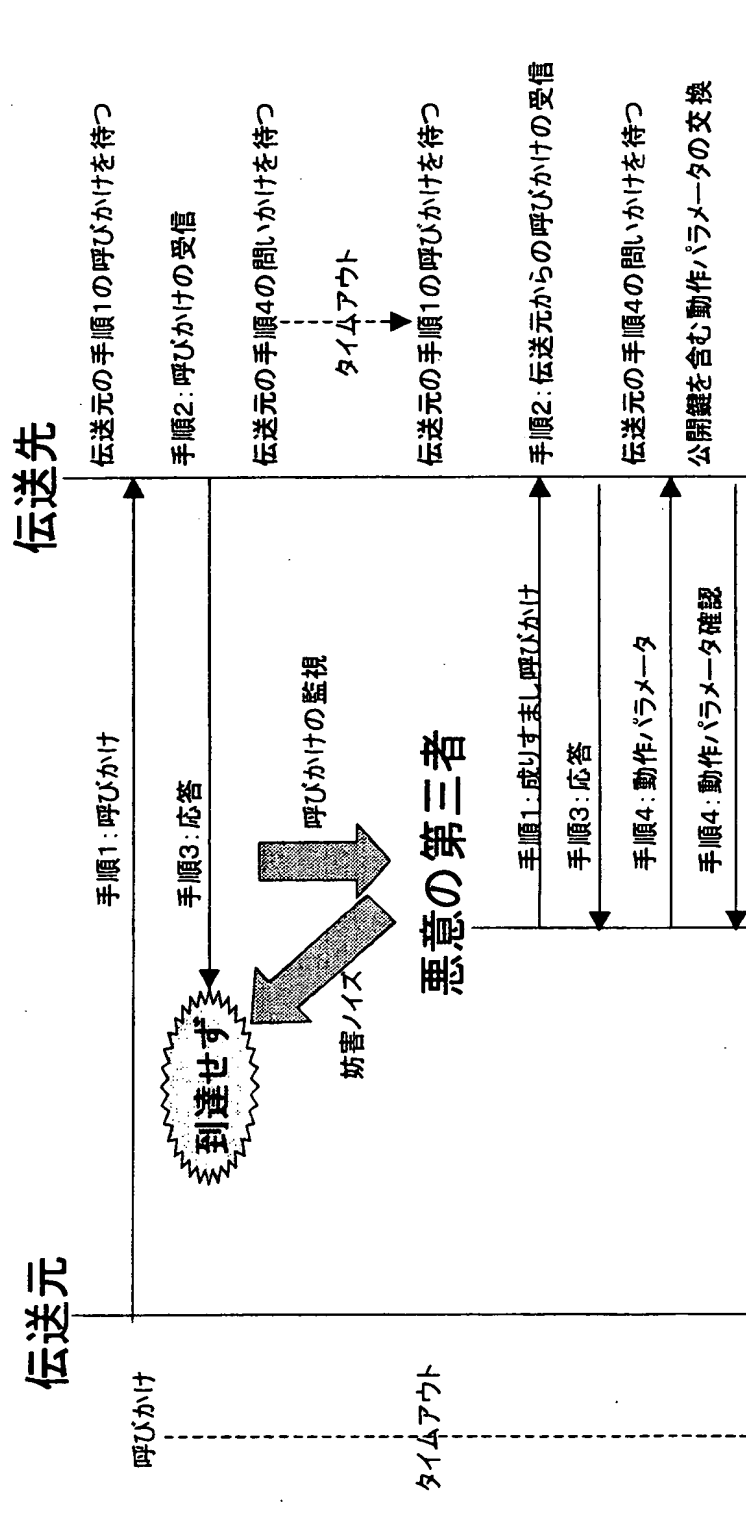 伝送元
伝送先
呼びかけ
タイムアウト
手順1:呼びかけ
手順3:応答
到達せず
妨害ノイズ
呼びかけの監視
悪意の第三者
手順1:成りすまし呼びかけ
手順3:応答
手順4:動作パラメータ
手順4:動作パラメータ確認
伝送元の手順1の呼びかけを待つ
手順2:呼びかけの受信
伝送元の手順4の問いかけを待つ
タイムアウト
伝送元の手順1の呼びかけを待つ
手順2:伝送元からの呼びかけの受信
伝送元の手順4の問いかけを待つ
公開鍵を含む動作パラメータの交換